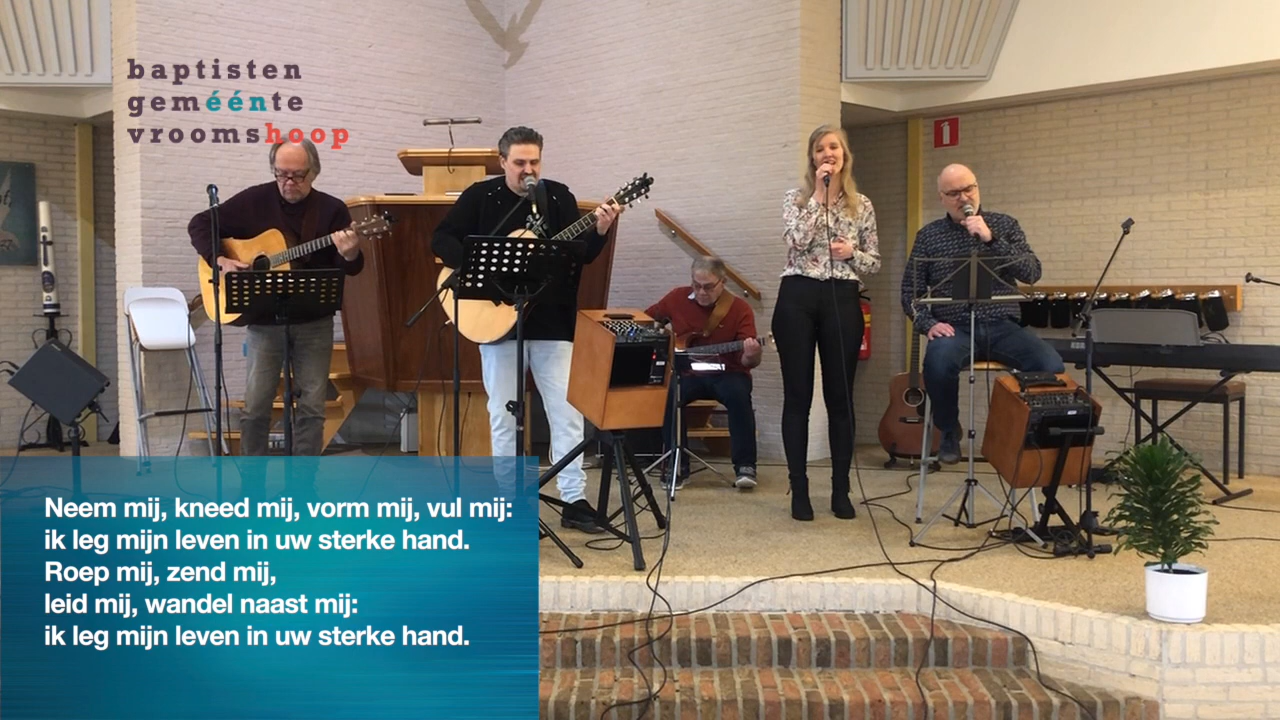 baptisten
geméénte
vroomshoop
Neem mij, kneed mij, vorm mij, vul mij:
ik leg mijn leven in uw sterke hand.
Roep mij, zend mij,
leid mij, wandel naast mij:
ik leg mijn leven in uw sterke hand.